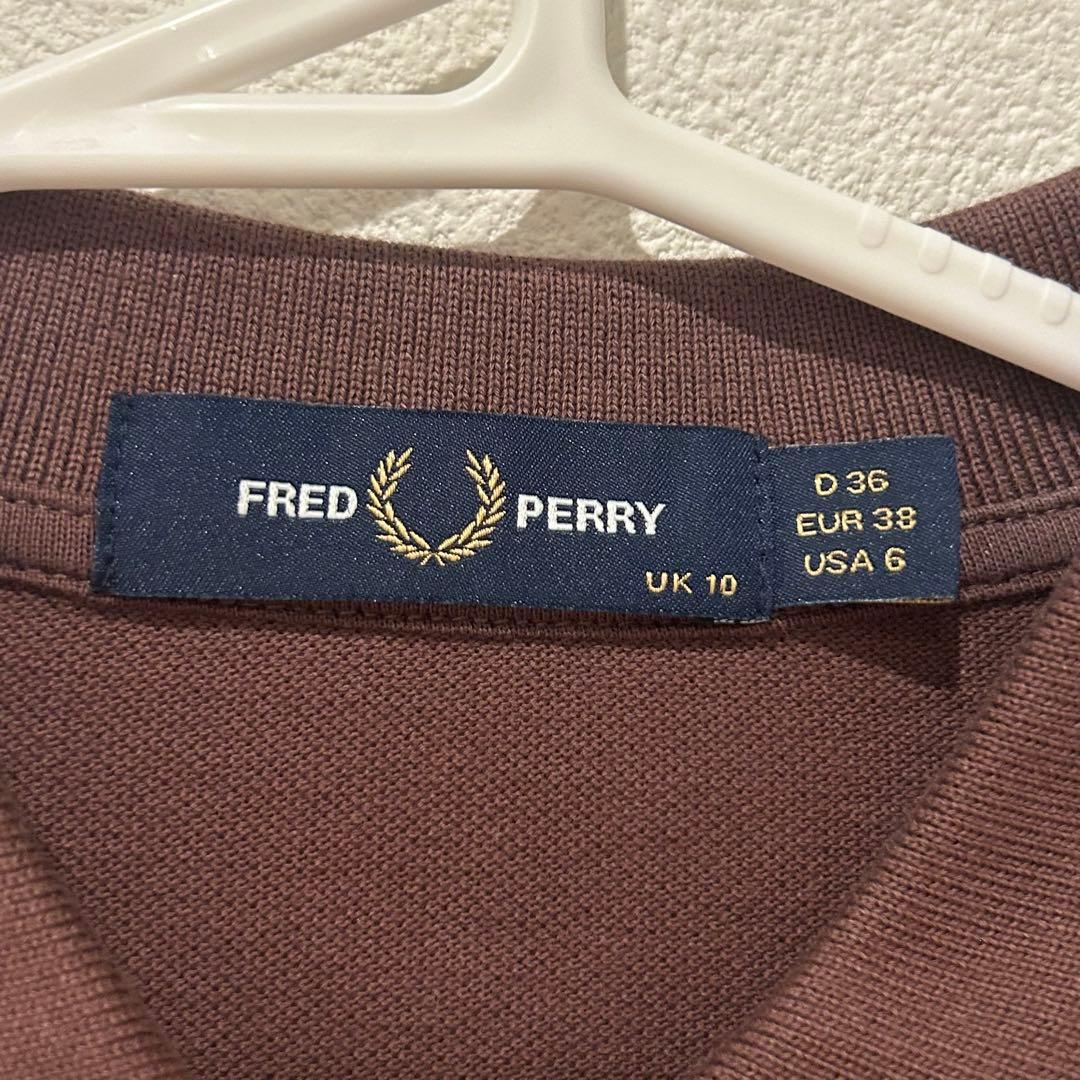 FRED PERRY
UK 10
D 36
EUR 38
USA 6